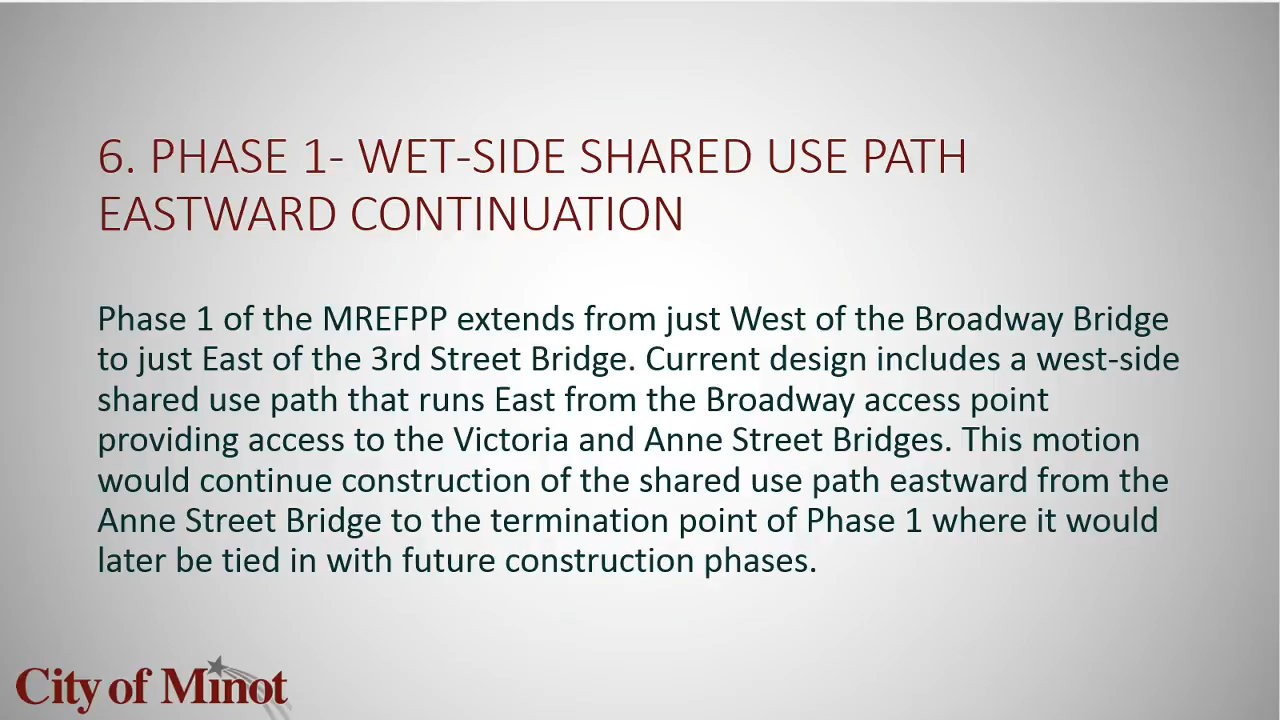 6. PHASE 1- WET-SIDE SHARED USE PATH
EASTWARD CONTINUATION
Phase 1 of the MREFPP extends from just West of the Broadway Bridge
to just East of the 3rd Street Bridge. Current design includes a west-side
shared use path that runs East from the Broadway access point
providing access to the Victoria and Anne Street Bridges. This motion
would continue construction of the shared use path eastward from the
Anne Street Bridge to the termination point of Phase 1 where it would
later be tied in with future construction phases.
City of Minot